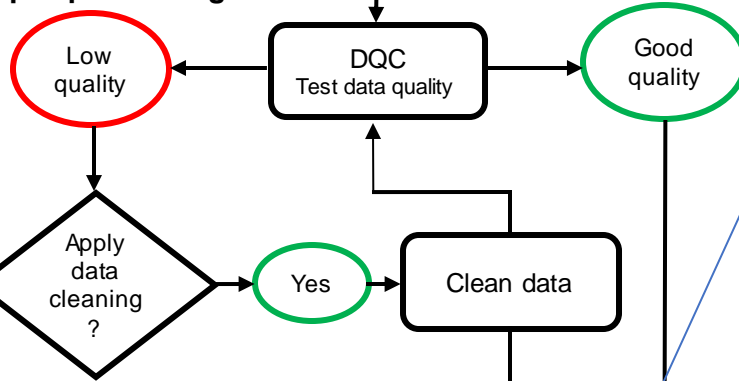 Low
quality
DQC
Test data quality
Good
quality
Apply
data
cleaning
?
Yes
Clean data